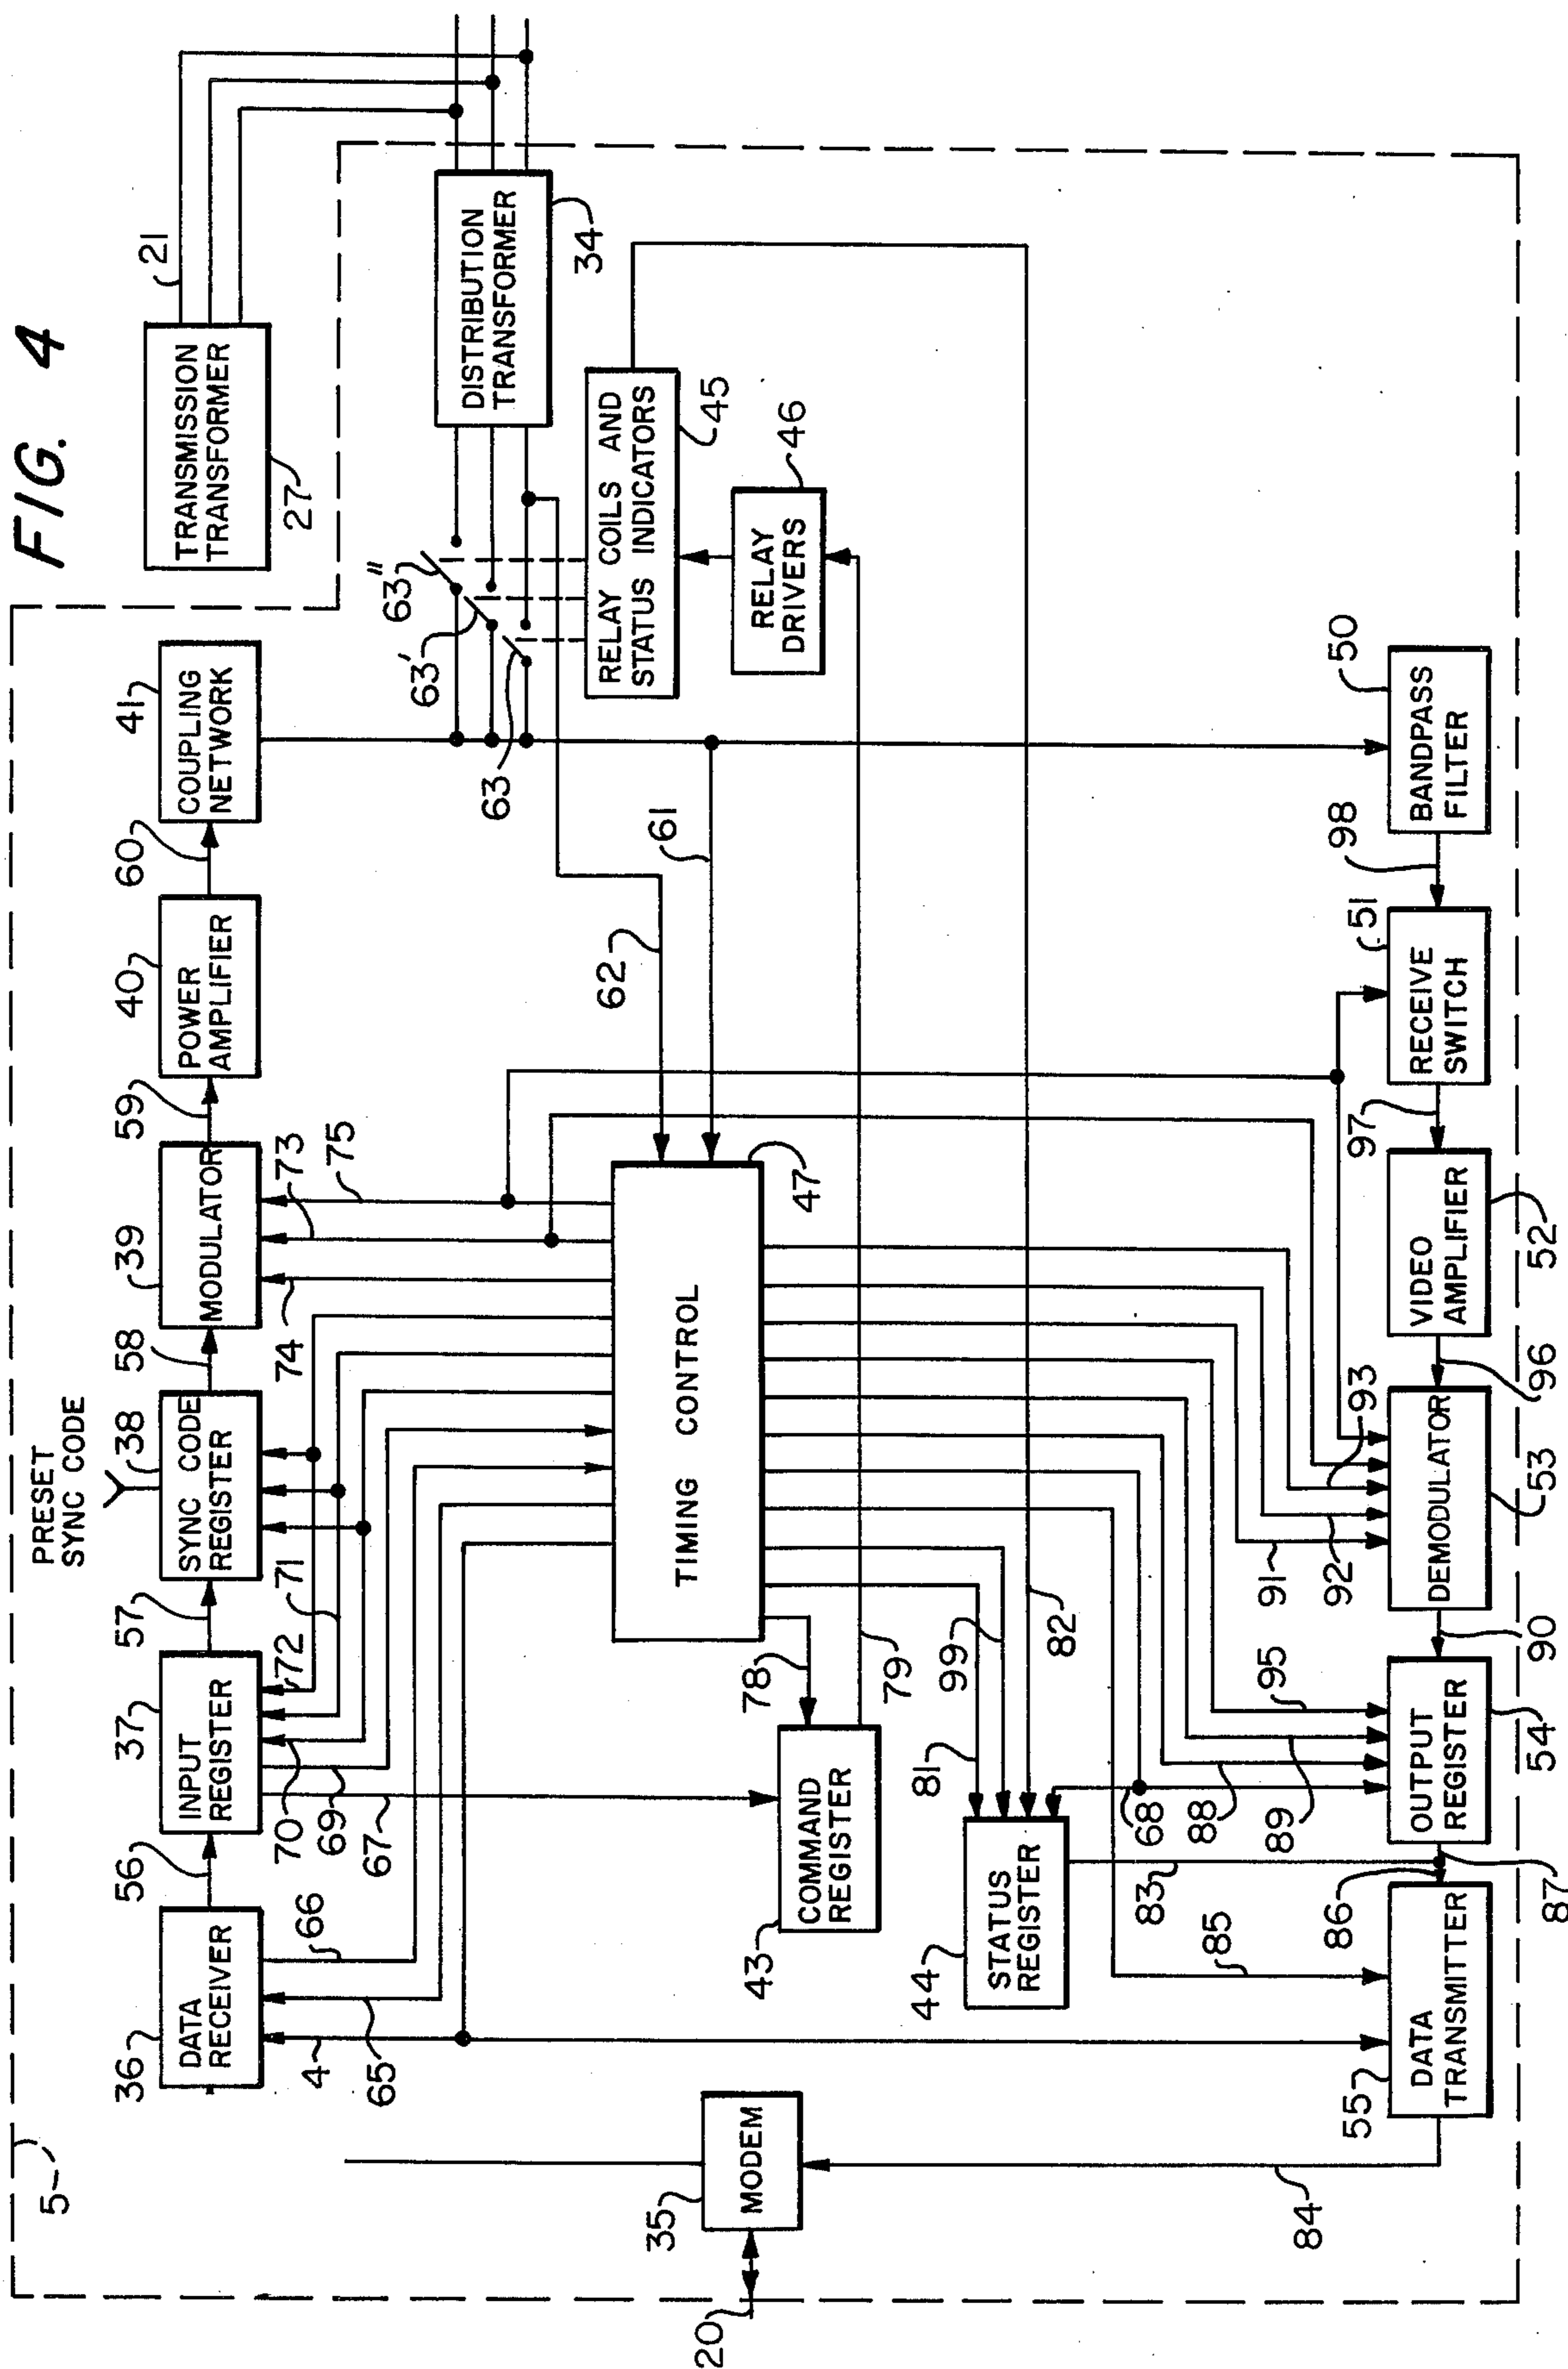 FIG. 4
TRANSMISSION
TRANSFORMER
27
21
DISTRIBUTION
TRANSFORMER
34
5
PRESET
SYNC CODE
36
DATA
RECEIVER
56
37
INPUT
REGISTER
57
38
SYNC CODE
REGISTER
58
39
MODULATOR
59
40
POWER
AMPLIFIER
60
41
COUPLING
NETWORK
4
65
66
67
69
70
72
71
74
73
75
62
61
63
63'
63"
RELAY COILS AND
STATUS INDICATORS
45
46
RELAY
DRIVERS
TIMING CONTROL
47
78
79
43
COMMAND
REGISTER
81
99
82
44
STATUS
REGISTER
68
83
85
88
89
95
91
92
93
35
MODEM
20
84
55
DATA
TRANSMITTER
86
87
OUTPUT
REGISTER
54
90
DEMODULATOR
53
96
VIDEO
AMPLIFIER
52
97
RECEIVE
SWITCH
51
98
BANDPASS
FILTER
50